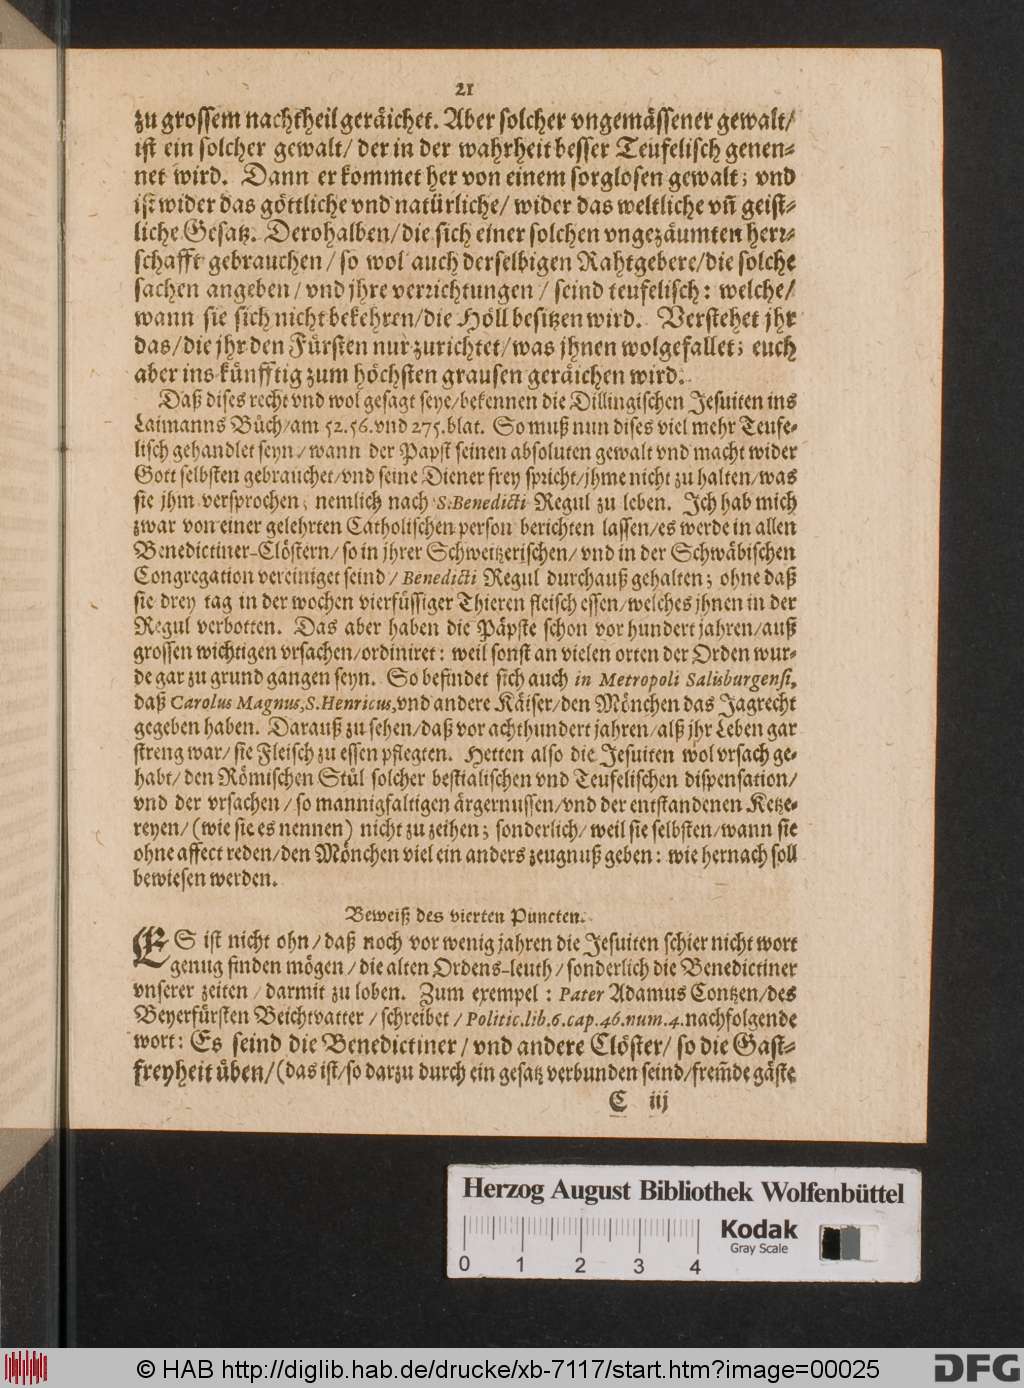 21
zu grossem nachtheil geräichet. Aber solcher vngemässener gewalt/
ist ein solcher gewalt/ der in der wahrheit besser Teufelisch genen-
net wird. Dann er kommet her von einem sorglosen gewalt; vnd
ist wider das göttliche vnd natürliche/ wider das weltliche vñ geist-
liche Gesatz. Derohalben/ die sich einer solchen vngezäumten herr-
schafft gebrauchen/ so wol auch derselbigen Rahtgebere/die solche
sachen angeben/ vnd jhre verrichtungen/ seind teufelisch: welche/
wann sie sich nicht bekehren/die Höll besitzen wird. Verstehet jhr
das/die jhr den Fürsten nur zurichtet/was jhnen wolgefallet; euch
aber ins künfftig zum höchsten grausen geräichen wird.
Daß dises recht vnd wol gesagt seye/bekennen die Dillingischen Jesuiten ins
Laimanns Bůch/am 52.56.vnd 275.blat. So muß nun dises viel mehr Teufe-
lisch gehandlet seyn/wann der Papst seinen absoluten gewalt vnd macht wider
Gott selbsten gebrauchet/vnd seine Diener frey spricht/jhme nicht zu halten/was
sie jhm versprochen, nemlich nach S.Benedicti Regul zu leben. Ich hab mich
zwar von einer gelehrten Catholischen person berichten lassen/es werde in allen
Benedictiner-Clöstern/ so in jhrer Schweitzerischen/ vnd in der Schwäbischen
Congregation vereiniget seind/ Benedicti Regul durchauß gehalten; ohne daß
sie drey tag in der wochen vierfüssiger Thieren fleisch essen/welches jhnen in der
Regul verbotten. Das aber haben die Päpste schon vor hundert jahren/auß
grossen wichtigen vrsachen/ordiniret: weil sonst an vielen orten der Orden wur-
de gar zu grund gangen seyn. So befindet sich auch in Metropoli Salisburgensi,
daß Carolus Magnus,S.Henricus,vnd andere Käiser/den Mönchen das Jagrecht
gegeben haben. Darauß zu sehen/daß vor achthundert jahren/alß jhr Leben gar
streng war/ sie Fleisch zu essen pflegten. Hetten also die Jesuiten wol vrsach ge-
habt/ den Römischen Stůl solcher bestialischen vnd Teufelischen dispensation/
vnd der vrsachen/ so mannigfaltigen ärgernussen/vnd der entstandenen Ketze-
reyen/ (wie sie es nennen) nicht zu zeihen; sonderlich/ weil sie selbsten/wann sie
ohne affect reden/den Mönchen viel ein anders zeugnuß geben: wie hernach soll
bewiesen werden.
Beweiß des vierten Puncten.
ES ist nicht ohn/ daß noch vor wenig jahren die Jesuiten schier nicht wort
genug finden mögen/ die alten Ordens-leuth/ sonderlich die Benedictiner
vnserer zeiten/ darmit zu loben. Zum exempel: Pater Adamus Contzen/des
Beyerfürsten Beichtvatter/ schreibet/ Politic.lib.6.cap.46.num.4.nachfolgende
wort: Es seind die Benedictiner/ vnd andere Clöster/ so die Gast-
freyheit üben/(das ist/so darzu durch ein gesatz verbunden seind/frem̃de gäste
C iij
Herzog August Bibliothek Wolfenbüttel
Kodak
Gray Scale
0 1 2 3 4
© HAB http://diglib.hab.de/drucke/xb-7117/start.htm?image=00025
DFG